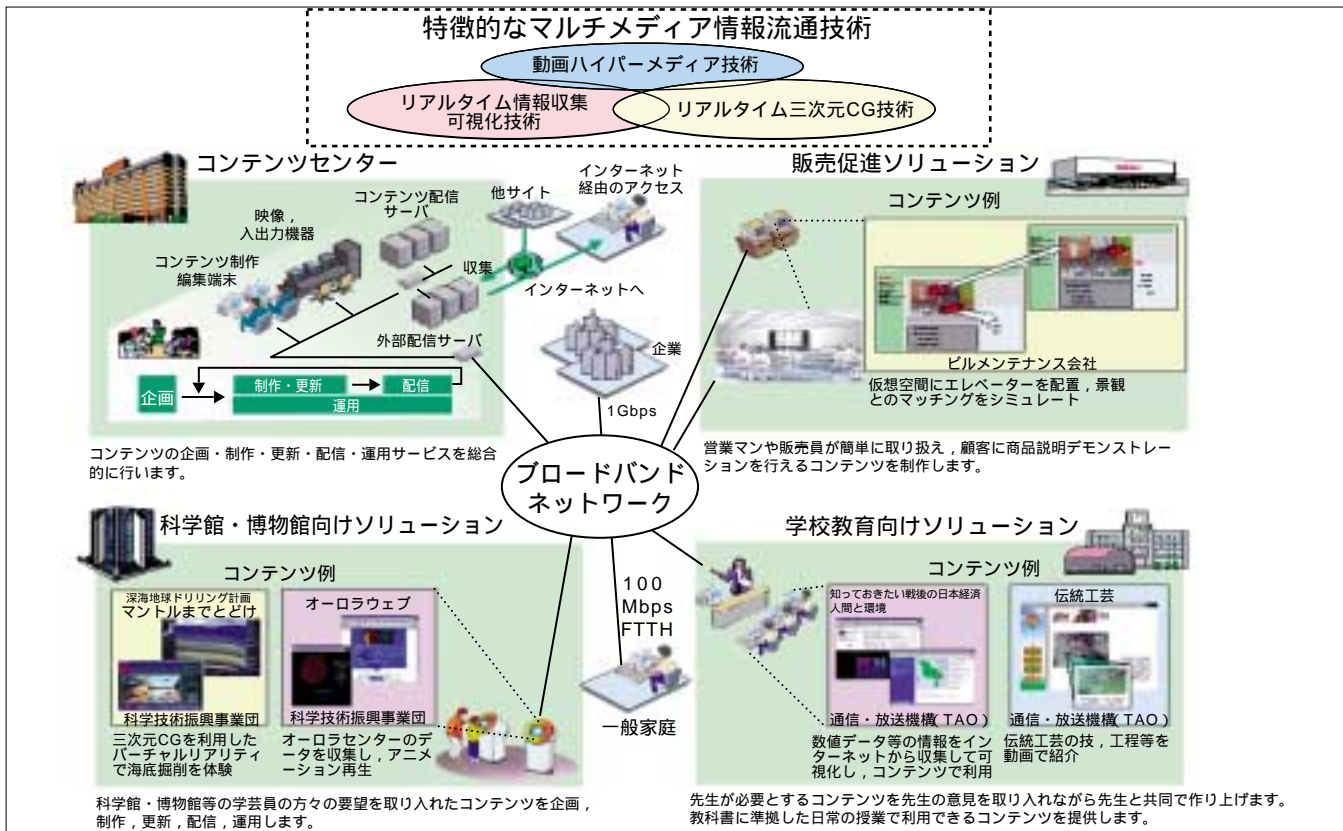 特徴的なマルチメディア情報流通技術
動画ハイパーメディア技術
リアルタイム情報収集
可視化技術
リアルタイム三次元CG技術
コンテンツセンター
コンテンツ配信
サーバ
他サイト
インターネット
経由のアクセス
映像，
入出力機器
コンテンツ制作
編集端末
収集
インターネットへ
外部配信サーバ
企業
企画
制作・更新
配信
運用
1Gbps
コンテンツの企画・制作・更新・配信・運用サービスを総合
的に行います。
販売促進ソリューション
コンテンツ例
ビルメンテナンス会社
仮想空間にエレベーターを配置，景観
とのマッチングをシミュレート
営業マンや販売員が簡単に取り扱え，顧客に商品説明デモンストレー
ションを行えるコンテンツを制作します。
ブロードバンド
ネットワーク
科学館・博物館向けソリューション
コンテンツ例
深海地球ドリリング計画
マントルまでとどけ
オーロラウェブ
科学技術振興事業団
三次元CGを利用した
バーチャルリアリティ
で海底掘削を体験
科学技術振興事業団
オーロラセンターのデ
ータを収集し，アニメ
ーション再生
科学館・博物館等の学芸員の方々の要望を取り入れたコンテンツを企画，
制作，更新，配信，運用します。
100
Mbps
FTTH
一般家庭
学校教育向けソリューション
コンテンツ例
知っておきたい戦後の日本経済
人間と環境
伝統工芸
通信・放送機構（TAO）
数値データ等の情報をイン
ターネットから収集して可
視化し，コンテンツで利用
通信・放送機構（TAO）
伝統工芸の技，工程等を
動画で紹介
先生が必要とするコンテンツを先生の意見を取り入れながら先生と共同で作り上げます。
教科書に準拠した日常の授業で利用できるコンテンツを提供します。